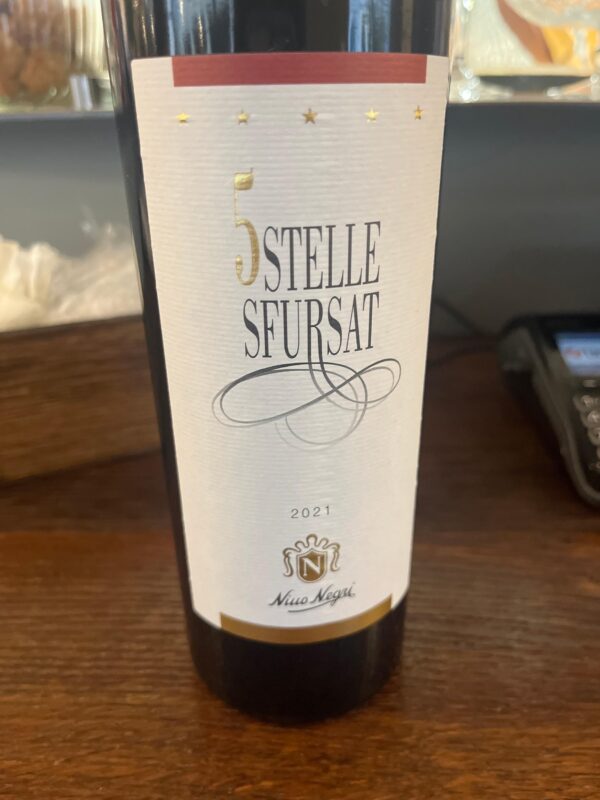 5 STELLE
SFURSAT
2021
N
Nino Negri